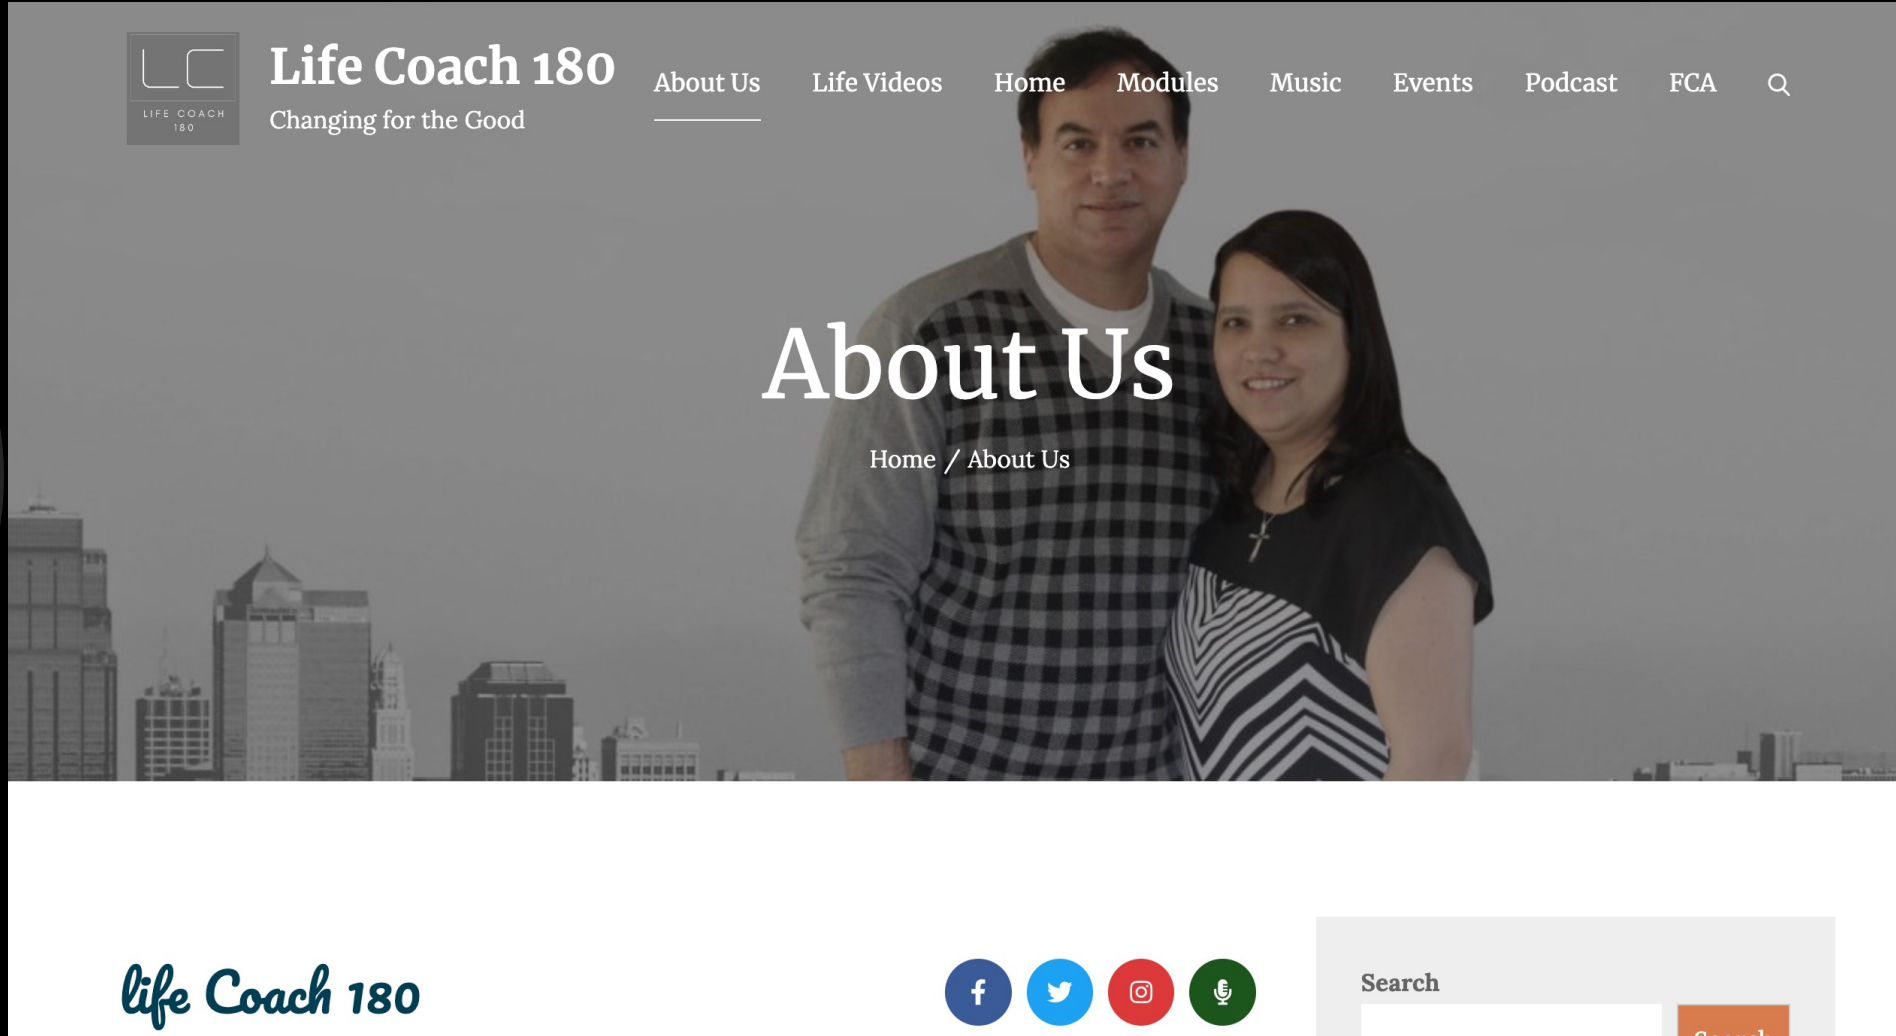 LC
LIFE COACH
180
Life Coach 180
Changing for the Good
About Us
Life Videos
Home
Modules
Music
Events
Podcast
FCA
About Us
Home / About Us
life Coach 180
Search
Search